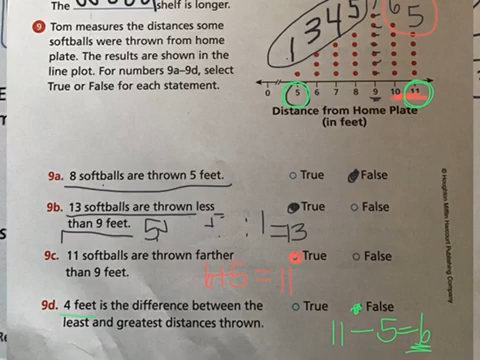 The shelf is longer.
9 Tom measures the distances some
softballs were thrown from home
plate. The results are shown in the
line plot. For numbers 9a–9d, select
True or False for each statement.
1 3 4 5 7 6 5
0 5 6 7 8 9 10 11
Distance from Home Plate
(in feet)
9a. 8 softballs are thrown 5 feet. True False
9b. 13 softballs are thrown less True False
than 9 feet. 5 1=13
9c. 11 softballs are thrown farther True False
than 9 feet. 6+5=11
9d. 4 feet is the difference between the True False
least and greatest distances thrown.
11-5=6
© Houghton Mifflin Harcourt Publishing Company